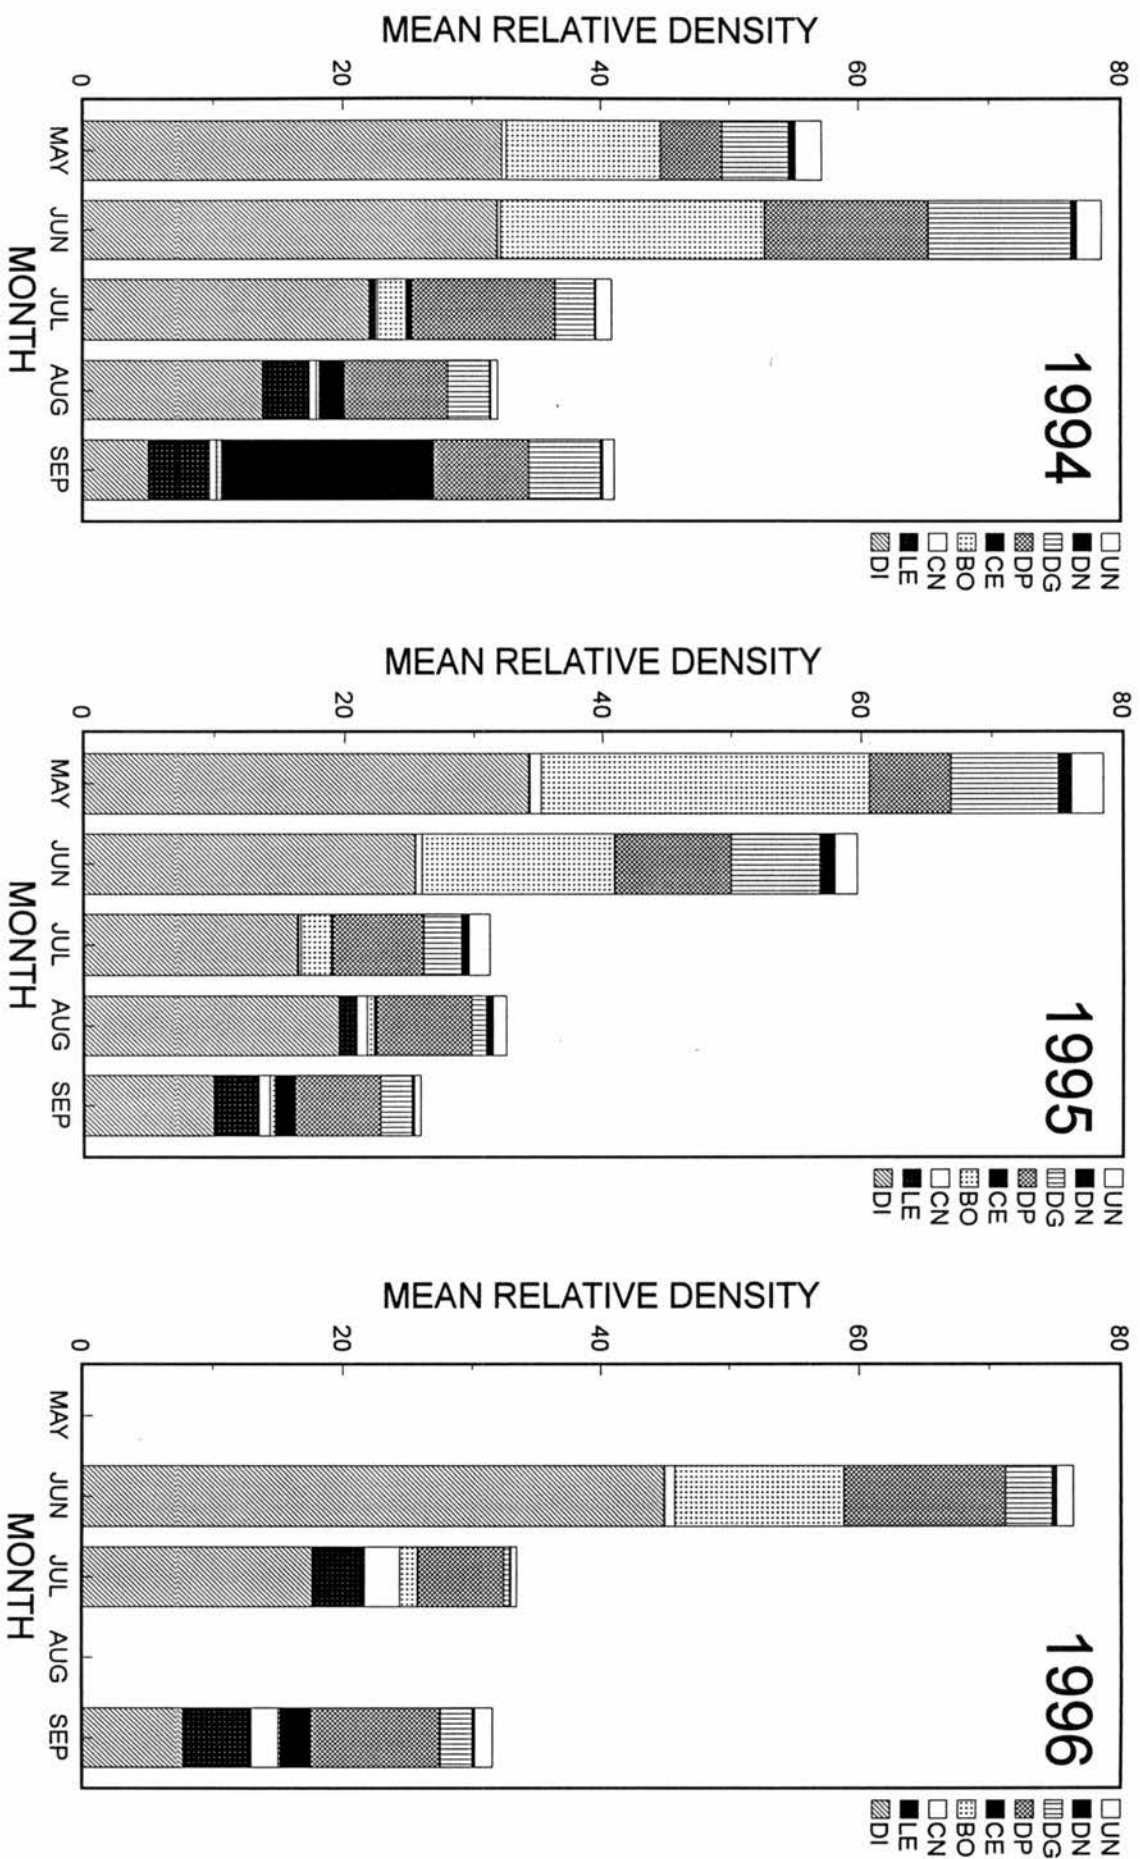 1994
MEAN RELATIVE DENSITY
80
60
40
20
0
MAY
JUN
JUL
AUG
SEP
MONTH
UN
DN
DG
DP
CE
BO
CN
LE
DI
1995
MEAN RELATIVE DENSITY
80
60
40
20
0
MAY
JUN
JUL
AUG
SEP
MONTH
UN
DN
DG
DP
CE
BO
CN
LE
DI
1996
MEAN RELATIVE DENSITY
80
60
40
20
0
MAY
JUN
JUL
AUG
SEP
MONTH
UN
DN
DG
DP
CE
BO
CN
LE
DI